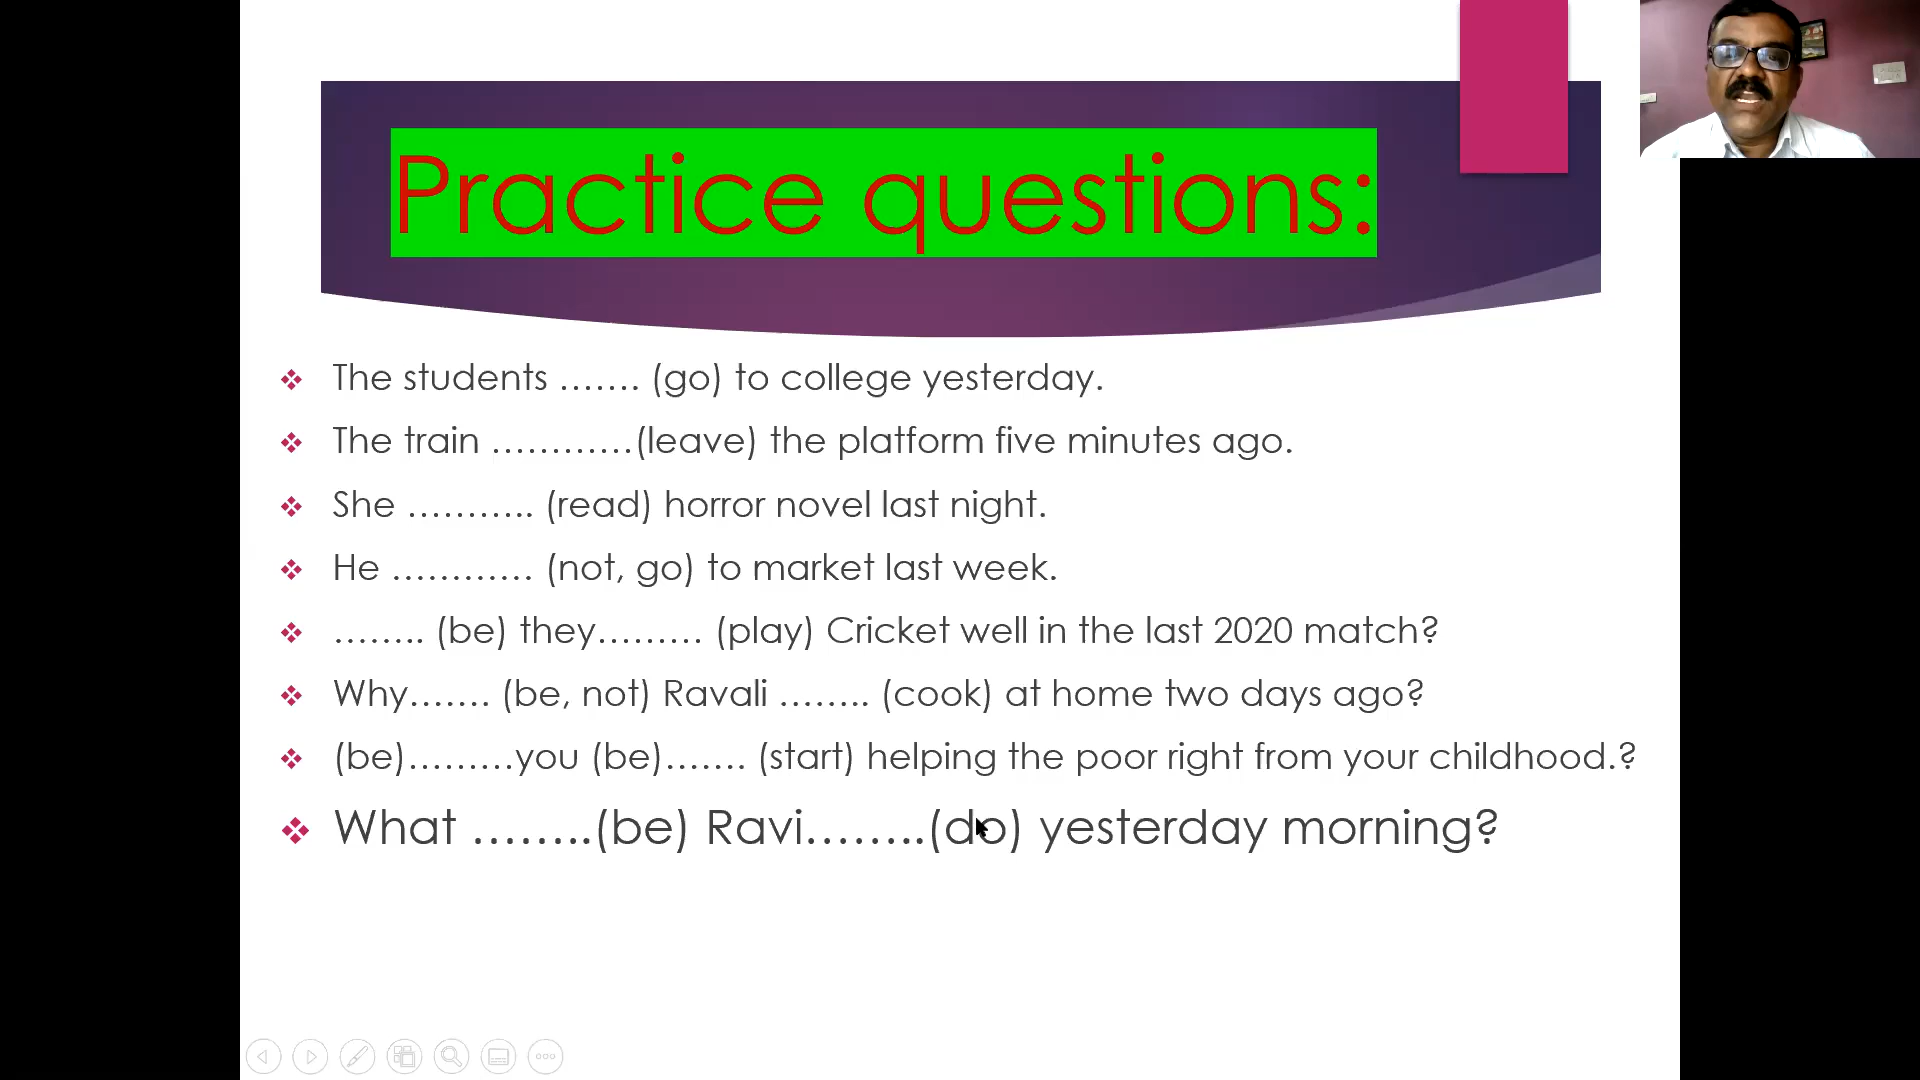 Practice questions:
The students ……. (go) to college yesterday.
The train …………(leave) the platform five minutes ago.
She ……….. (read) horror novel last night.
He ………… (not, go) to market last week.
…….. (be) they……… (play) Cricket well in the last 2020 match?
Why……. (be, not) Ravali …….. (cook) at home two days ago?
(be)………you (be)……. (start) helping the poor right from your childhood.?
What ……..(be) Ravi……..(do) yesterday morning?